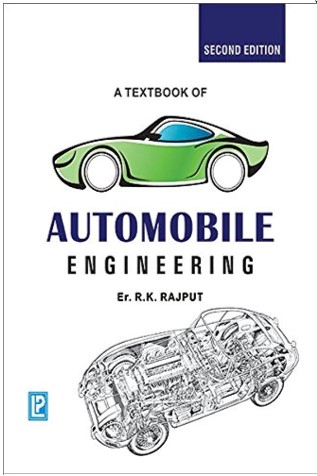 SECOND EDITION
A TEXTBOOK OF
AUTOMOBILE
ENGINEERING
Er. R.K. RAJPUT
LP